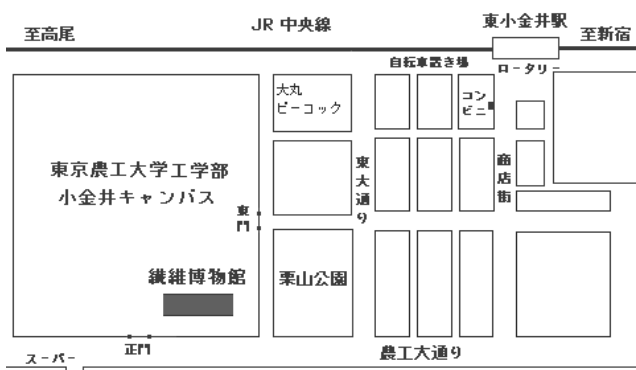 JR 中央線
東小金井駅
至高尾
至新宿
自転車置き場
ロータリー
大丸
ピーコック
コン
ビニ
東京農工大学工学部
小金井キャンパス
東大通り
商店街
東門
繊維博物館
栗山公園
正門
農工大通り
スーパー